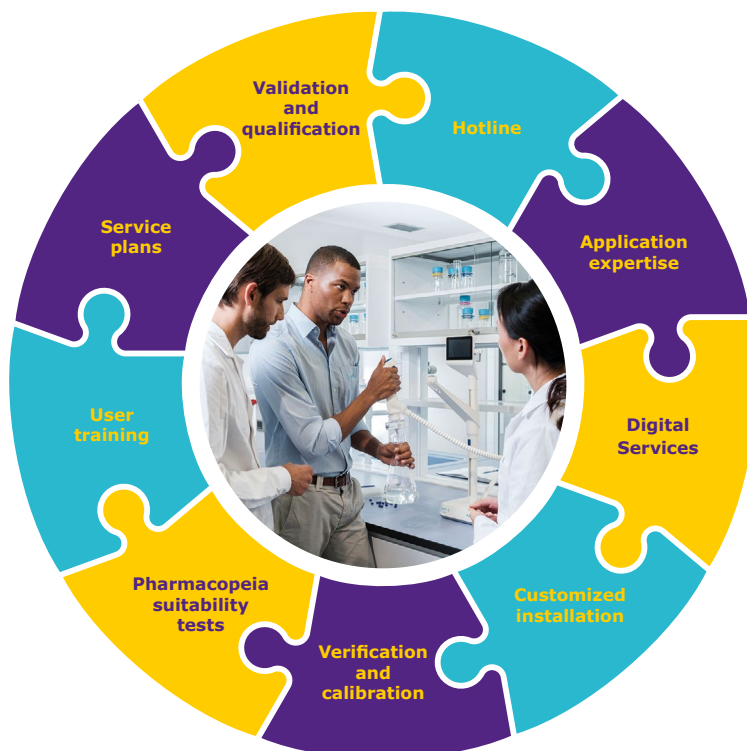 Validation
and
qualification
Hotline
Application
expertise
Digital
Services
Customized
installation
Verification
and
calibration
Pharmacopeia
suitability
tests
User
training
Service
plans